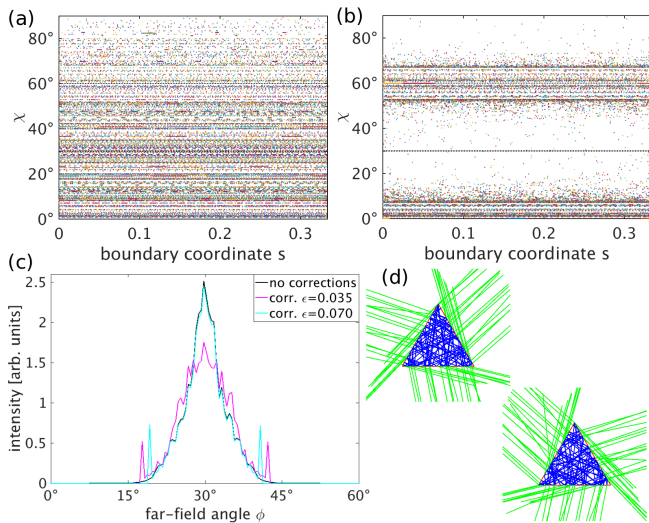 (a)
(b)
80°
60°
40°
20°
0°
χ
0
0.1
0.2
0.3
boundary coordinate s
80°
60°
40°
20°
0°
χ
0
0.1
0.2
0.3
boundary coordinate s
(c)
2.5
2
1.5
1
0.5
0
intensity [arb. units]
no corrections
corr. ϵ=0.035
corr. ϵ=0.070
0°
15°
30°
45°
60°
far-field angle ϕ
(d)